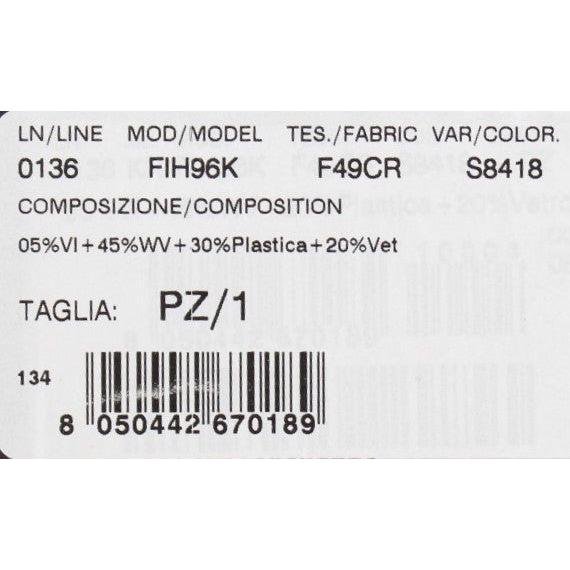 LN/LINE MOD/MODEL TES./FABRIC VAR/COLOR.
0136 FIH96K F49CR S8418
COMPOSIZIONE/COMPOSITION
05%VI+45%WV+30%Plastica+20%Vet
TAGLIA: PZ/1
134
8 050442 670189